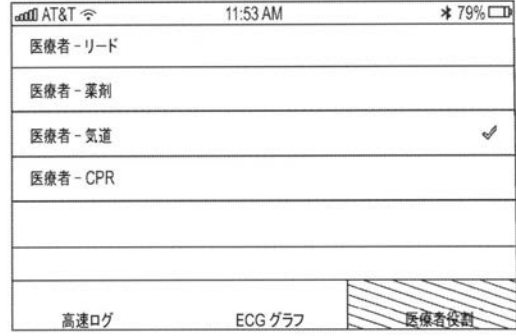 AT&T 11:53 AM 79%
医療者 - リード
医療者 - 薬剤
医療者 - 気道
医療者 - CPR
高速ログ ECG グラフ 医療者役割